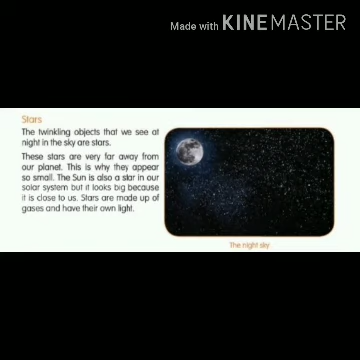 Made with KINEMASTER
Stars
The twinkling objects that we see at
night in the sky are stars.
These stars are very far away from
our planet. This is why they appear
so small. The Sun is also a star in our
solar system but it looks big because
it is close to us. Stars are made up of
gases and have their own light.
The night sky